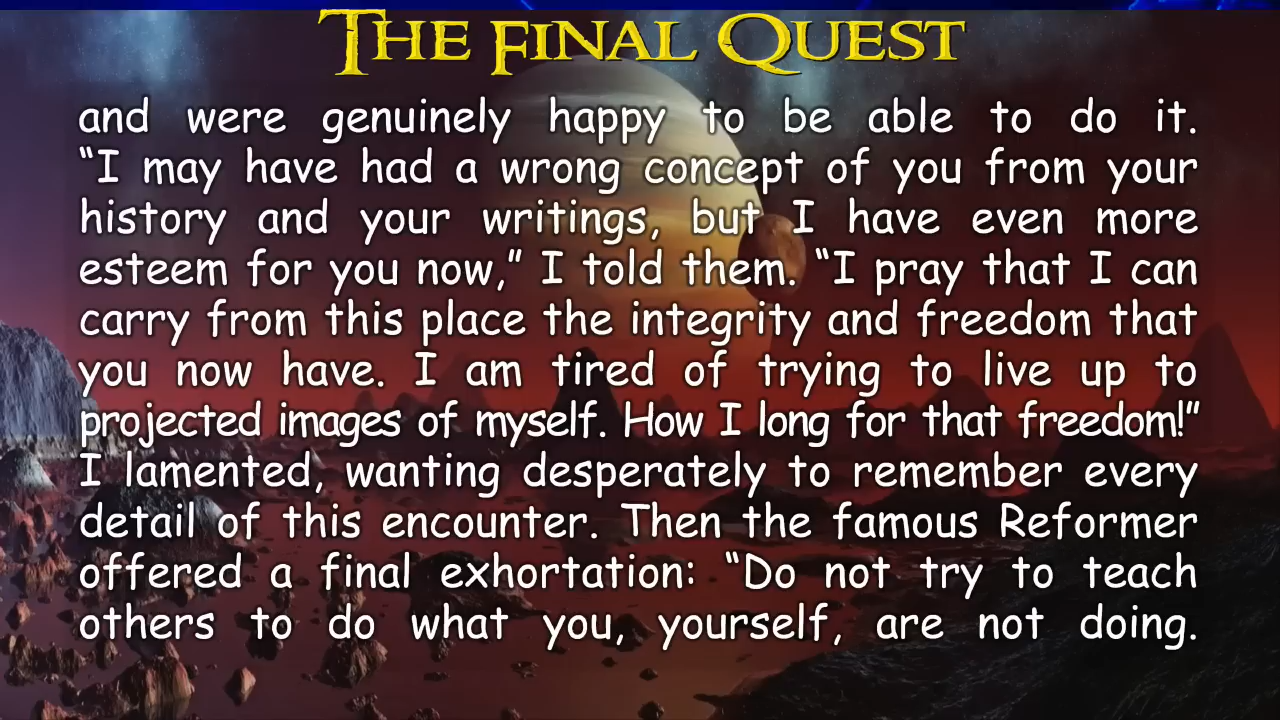 THE FINAL QUEST
and were genuinely happy to be able to do it.
“I may have had a wrong concept of you from your
history and your writings, but I have even more
esteem for you now,” I told them. “I pray that I can
carry from this place the integrity and freedom that
you now have. I am tired of trying to live up to
projected images of myself. How I long for that freedom!”
I lamented, wanting desperately to remember every
detail of this encounter. Then the famous Reformer
offered a final exhortation: “Do not try to teach
others to do what you, yourself, are not doing.